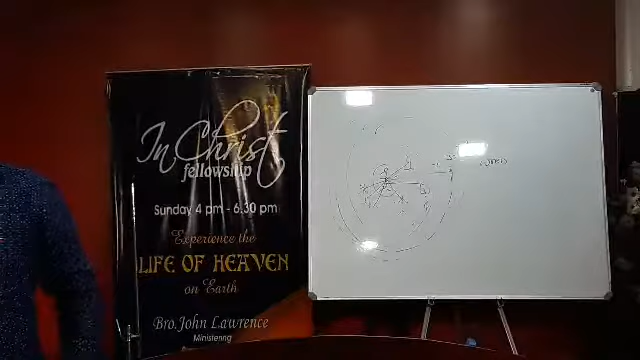 In Christ
fellowship
Sunday 4 pm - 6.30 pm
Experience the
LIFE OF HEAVEN
on Earth
Bro. John Lawrence
Ministering